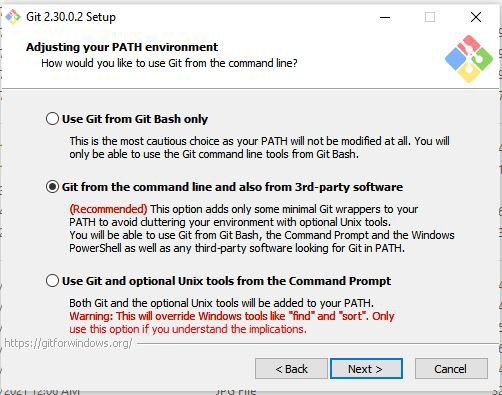 Git 2.30.0.2 Setup
Adjusting your PATH environment
How would you like to use Git from the command line?
Use Git from Git Bash only
This is the most cautious choice as your PATH will not be modified at all. You will
only be able to use the Git command line tools from Git Bash.
Git from the command line and also from 3rd-party software
(Recommended) This option adds only some minimal Git wrappers to your
PATH to avoid cluttering your environment with optional Unix tools.
You will be able to use Git from Git Bash, the Command Prompt and the Windows
PowerShell as well as any third-party software looking for Git in PATH.
Use Git and optional Unix tools from the Command Prompt
Both Git and the optional Unix tools will be added to your PATH.
Warning: This will override Windows tools like "find" and "sort". Only
use this option if you understand the implications.
https://gitforwindows.org/
< Back
Next >
Cancel